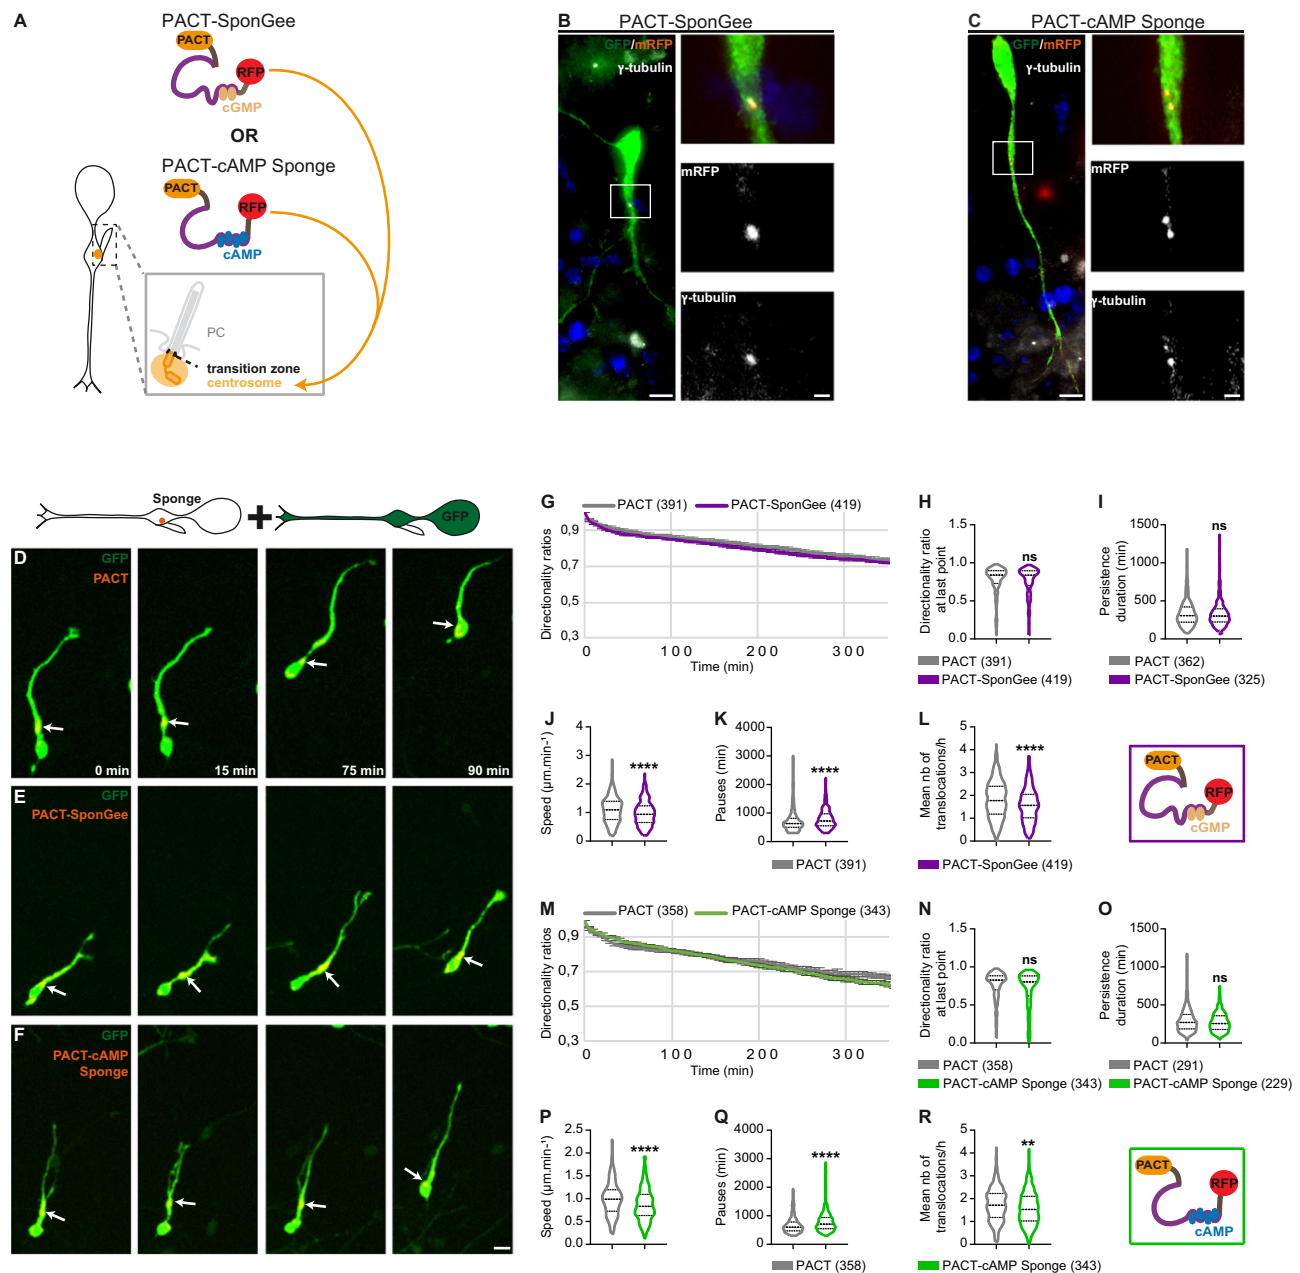 A
PACT-SponGee
PACT
RFP
cGMP
OR
PACT-cAMP Sponge
PACT
RFP
cAMP
PC
transition zone
centrosome
B
PACT-SponGee
GFP/mRFP
γ-tubulin
mRFP
γ-tubulin
C
PACT-cAMP Sponge
GFP/mRFP
γ-tubulin
mRFP
γ-tubulin
Sponge
+
GFP
D
GFP
PACT
0 min
15 min
75 min
90 min
E
GFP
PACT-SponGee
F
GFP
PACT-cAMP
Sponge
G
PACT (391)
PACT-SponGee (419)
Directionality ratios
0,9
0,7
0,5
0,3
0
100
200
300
Time (min)
H
Directionality ratio
at last point
1.5
1.0
0.5
0.0
ns
PACT (391)
PACT-SponGee (419)
I
Persistence
duration (min)
1500
1000
500
0
ns
PACT (362)
PACT-SponGee (325)
J
Speed (µm.min-1)
4
3
2
1
0
****
K
Pauses (min)
4000
3000
2000
1000
0
****
PACT (391)
L
Mean nb of
translocations/h
5
4
3
2
1
0
****
PACT-SponGee (419)
PACT
RFP
cGMP
M
PACT (358)
PACT-cAMP Sponge (343)
Directionality ratios
0,9
0,7
0,5
0,3
0
100
200
300
Time (min)
N
Directionality ratio
at last point
1.5
1.0
0.5
0.0
ns
PACT (358)
PACT-cAMP Sponge (343)
O
Persistence
duration (min)
1500
1000
500
0
ns
PACT (291)
PACT-cAMP Sponge (229)
P
Speed (µm.min-1)
2.5
2.0
1.5
1.0
0.5
0.0
****
Q
Pauses (min)
4000
3000
2000
1000
0
****
PACT (358)
R
Mean nb of
translocations/h
5
4
3
2
1
0
**
PACT-cAMP Sponge (343)
PACT
RFP
cAMP